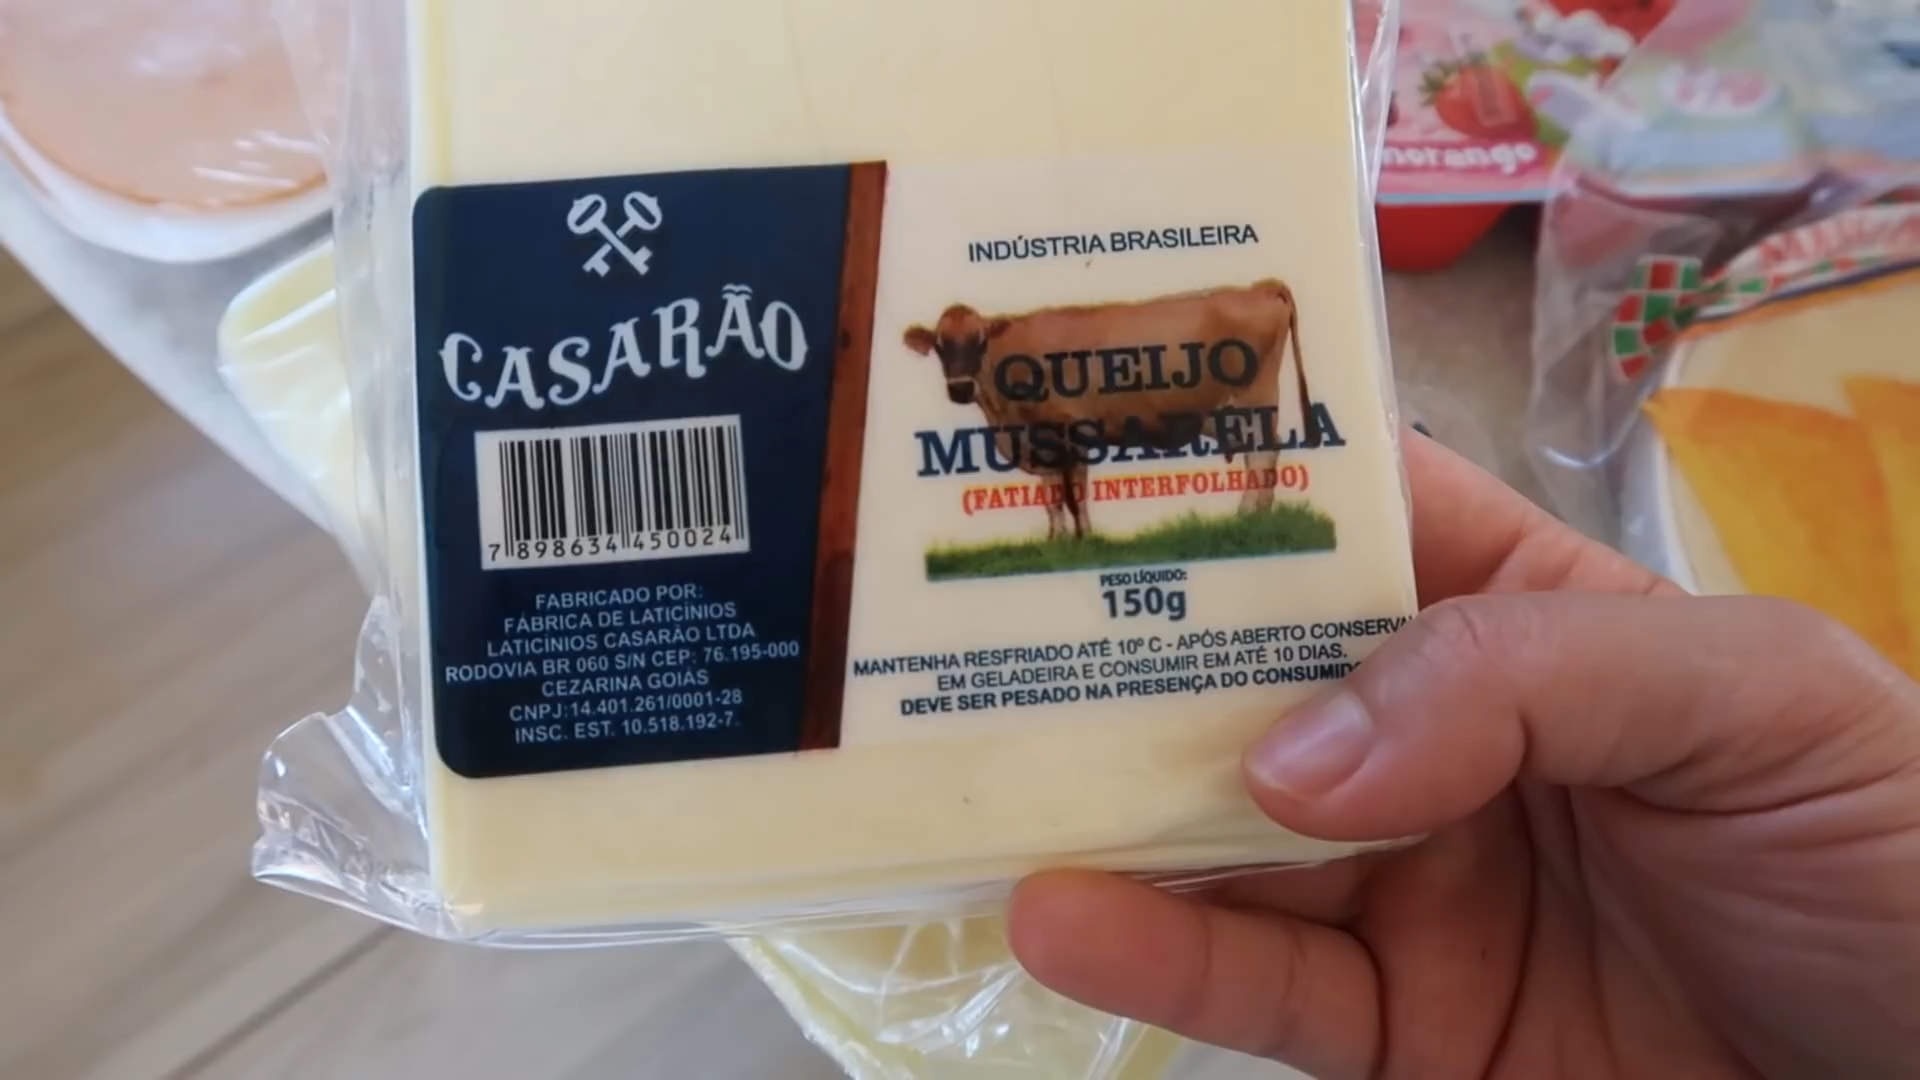 CASARÃO
7 898634 450024
FABRICADO POR:
FÁBRICA DE LATICÍNIOS
LATICÍNIOS CASARÃO LTDA
RODOVIA BR 060 S/N CEP: 76.195-000
CEZARINA GOIÁS
CNPJ:14.401.261/0001-28
INSC. EST. 10.518.192-7.
INDÚSTRIA BRASILEIRA
QUEIJO
MUSSARELA
(FATIADO INTERFOLHADO)
PESO LÍQUIDO:
150g
MANTENHA RESFRIADO ATÉ 10º C - APÓS ABERTO
EM GELADEIRA E CONSUMIR EM ATÉ 10 DIAS.
DEVE SER PESADO NA PRESENÇA DO
morango